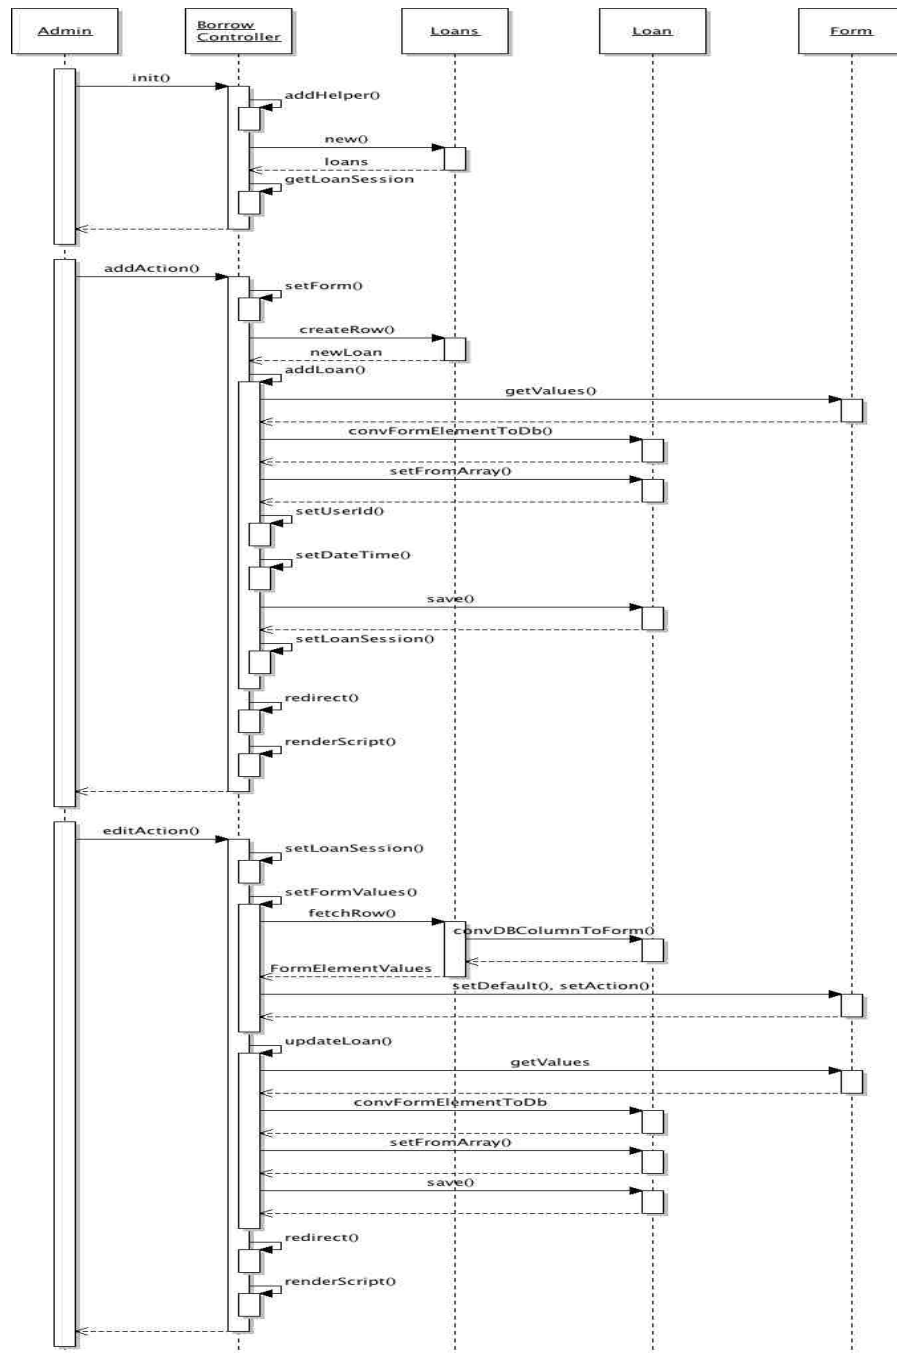 Admin
Borrow
Controller
Loans
Loan
Form
init()
addHelper()
new()
loans
getLoanSession
addAction()
setForm()
createRow()
newLoan
addLoan()
getValues()
convFormElementToDb()
setFromArray()
setUserId()
setDateTime()
save()
setLoanSession()
redirect()
renderScript()
editAction()
setLoanSession()
setFormValues()
fetchRow()
convDBColumnToForm()
FormElementValues
setDefault(), setAction()
updateLoan()
getValues
convFormElementToDb
setFromArray()
save()
redirect()
renderScript()